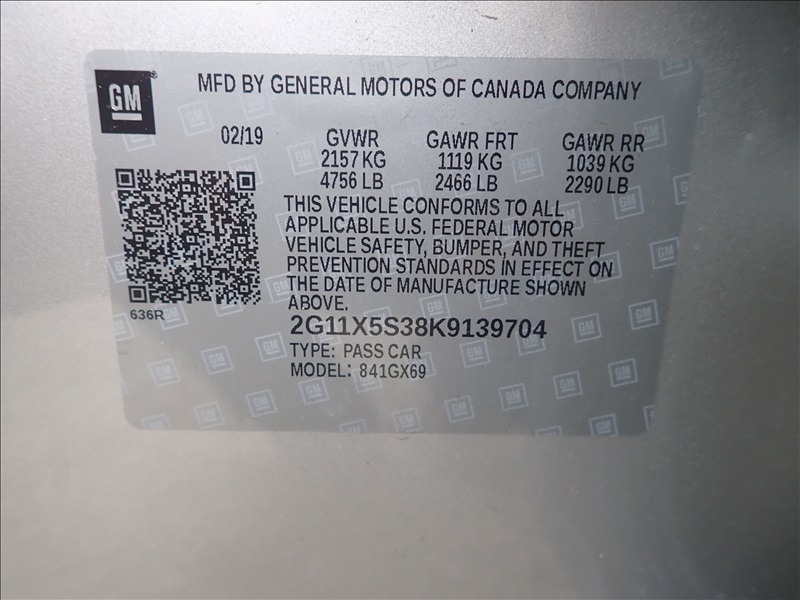 GM
MFD BY GENERAL MOTORS OF CANADA COMPANY
02/19 GVWR GAWR FRT GAWR RR
2157 KG 1119 KG 1039 KG
4756 LB 2466 LB 2290 LB
THIS VEHICLE CONFORMS TO ALL
APPLICABLE U.S. FEDERAL MOTOR
VEHICLE SAFETY, BUMPER, AND THEFT
PREVENTION STANDARDS IN EFFECT ON
THE DATE OF MANUFACTURE SHOWN
ABOVE.
636R
2G11X5S38K9139704
TYPE: PASS CAR
MODEL: 841GX69